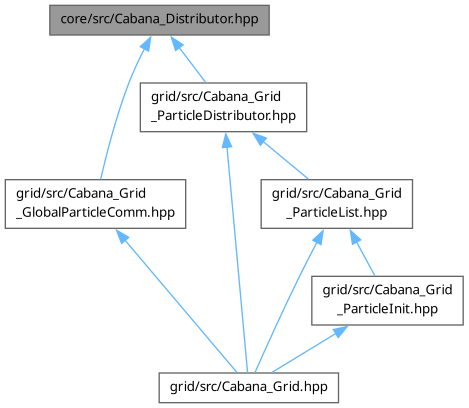 core/src/Cabana_Distributor.hpp
grid/src/Cabana_Grid
_ParticleDistributor.hpp
grid/src/Cabana_Grid
_GlobalParticleComm.hpp
grid/src/Cabana_Grid
_ParticleList.hpp
grid/src/Cabana_Grid
_ParticleInit.hpp
grid/src/Cabana_Grid.hpp